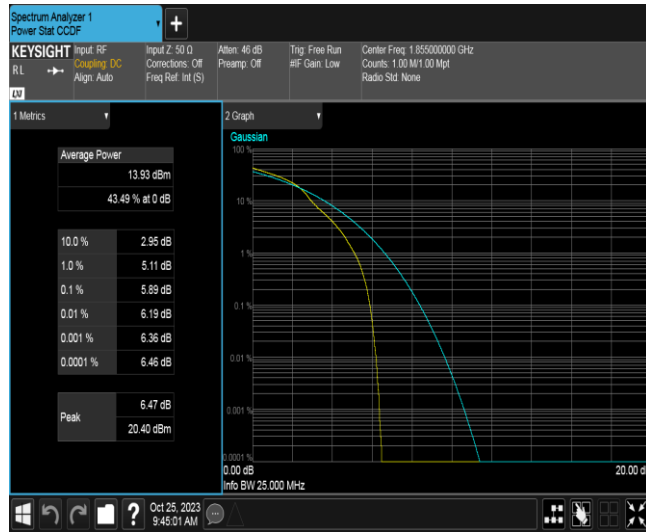 Spectrum Analyzer 1
Power Stat CCDF
+
KEYSIGHT
RL
LXI
Input: RF
Coupling: DC
Align: Auto
Input Z: 50 Ω
Corrections: Off
Freq Ref: Int (S)
Atten: 46 dB
Preamp: Off
Trig: Free Run
#IF Gain: Low
Center Freq: 1.855000000 GHz
Counts: 1.00 M/1.00 Mpt
Radio Std: None
1 Metrics
Average Power
13.93 dBm
43.49 % at 0 dB
10.0 % 2.95 dB
1.0 % 5.11 dB
0.1 % 5.89 dB
0.01 % 6.19 dB
0.001 % 6.36 dB
0.0001 % 6.46 dB
Peak
6.47 dB
20.40 dBm
2 Graph
Gaussian
100 %
10 %
1 %
0.1 %
0.01 %
0.001 %
0.0001 %
0.00 dB
20.00 d
Info BW 25.000 MHz
?
Oct 25, 2023
9:45:01 AM